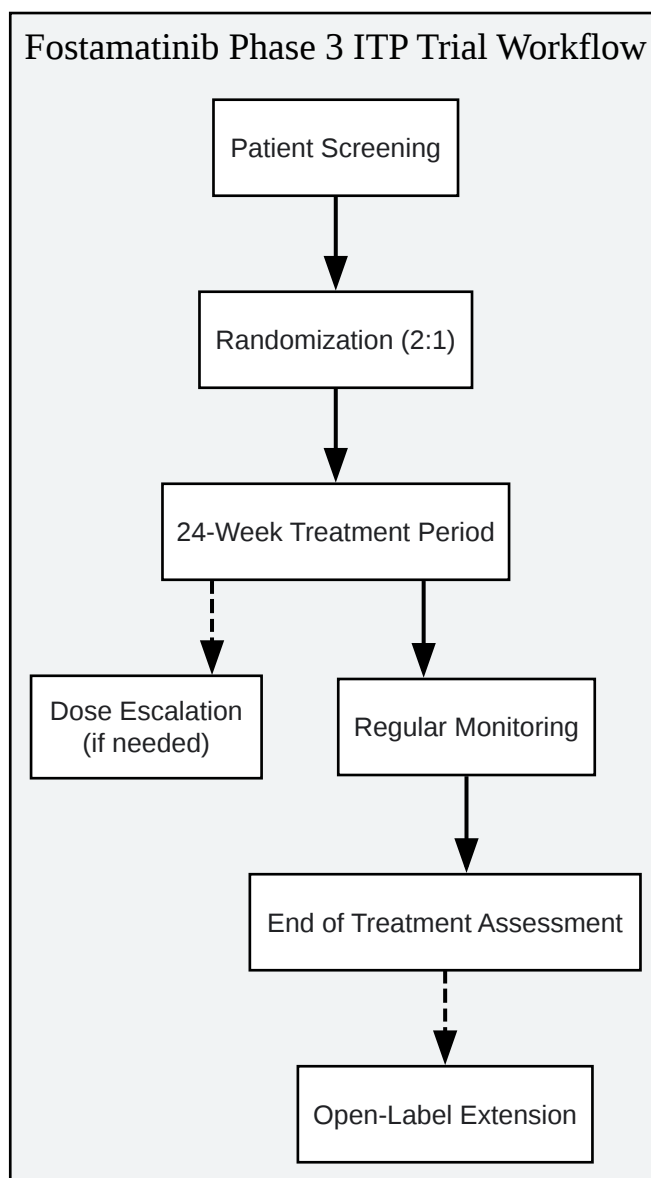 Fostamatinib Phase 3 ITP Trial Workflow
Patient Screening
Randomization (2:1)
24-Week Treatment Period
Dose Escalation
(if needed)
Regular Monitoring
End of Treatment Assessment
Open-Label Extension